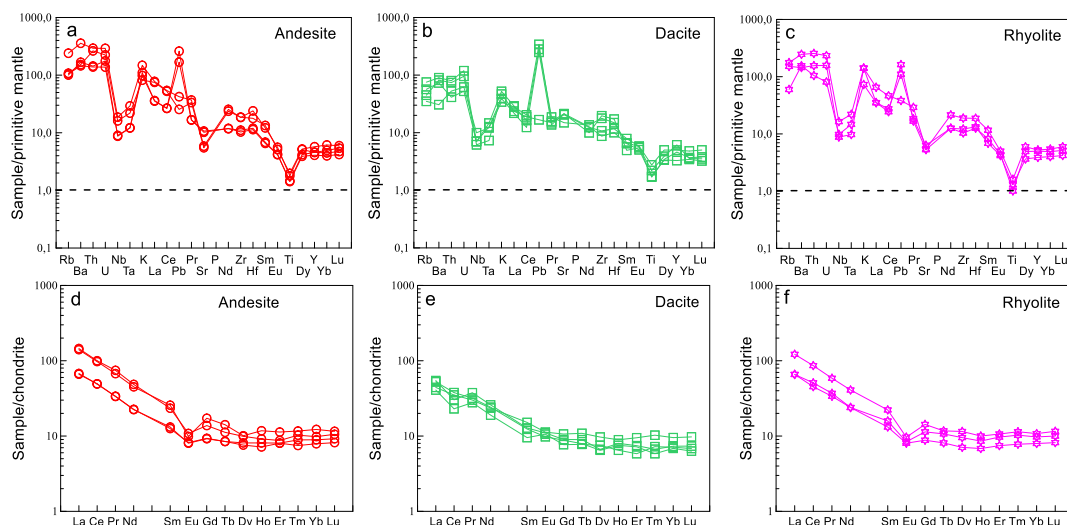 a Andesite
1000,0
100,0
10,0
1,0
0,1
Sample/primitive mantle
Rb Th Nb K Ce Pr P Zr Sm Ti Y Lu
Ba U Ta La Pb Sr Nd Hf Eu Dy Yb
b Dacite
1000,0
100,0
10,0
1,0
0,1
Sample/primitive mantle
Rb Th Nb K Ce Pr P Zr Sm Ti Y Lu
Ba U Ta La Pb Sr Nd Hf Eu Dy Yb
c Rhyolite
1000,0
100,0
10,0
1,0
0,1
Sample/primitive mantle
Rb Th Nb K Ce Pr P Zr Sm Ti Y Lu
Ba U Ta La Pb Sr Nd Hf Eu Dy Yb
d Andesite
1000
100
10
1
Sample/chondrite
La Ce Pr Nd Sm Eu Gd Tb Dy Ho Er Tm Yb Lu
e Dacite
1000
100
10
1
Sample/chondrite
La Ce Pr Nd Sm Eu Gd Tb Dy Ho Er Tm Yb Lu
f Rhyolite
1000
100
10
1
Sample/chondrite
La Ce Pr Nd Sm Eu Gd Tb Dy Ho Er Tm Yb Lu